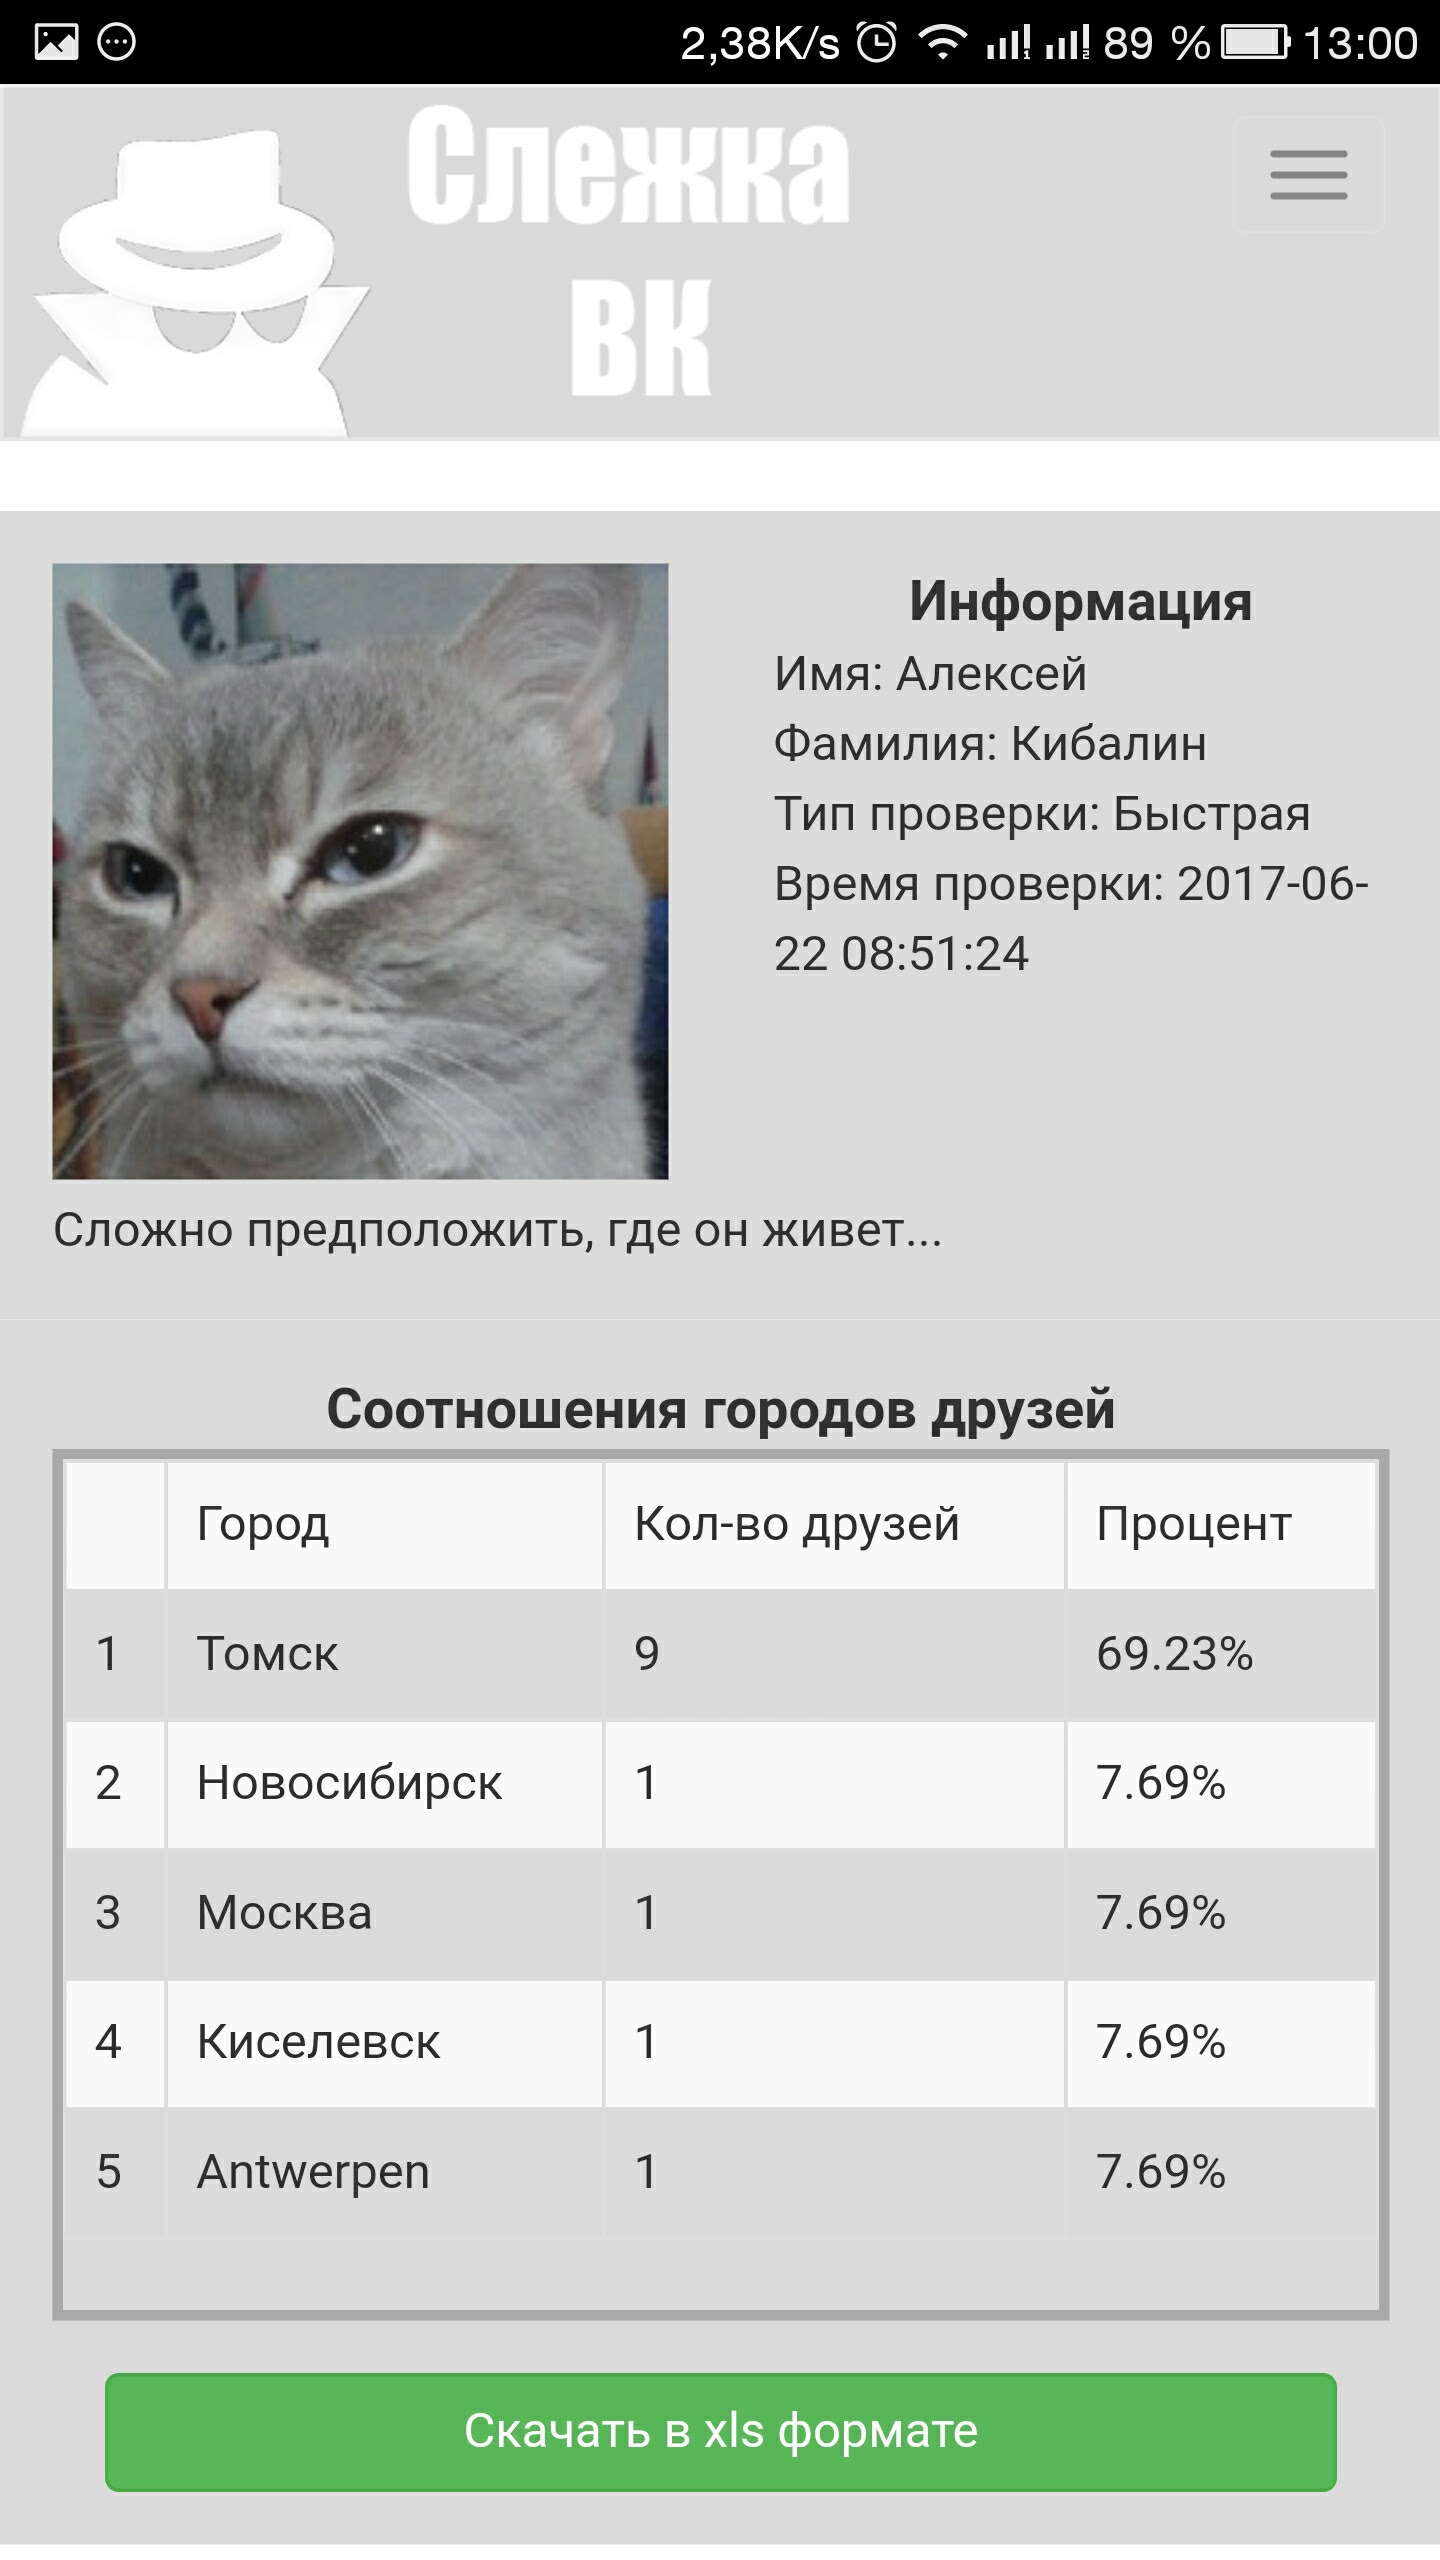 2,38K/s 89 % 13:00
Слежка
ВК
Информация
Имя: Алексей
Фамилия: Кибалин
Тип проверки: Быстрая
Время проверки: 2017-06-
22 08:51:24
Сложно предположить, где он живет...
Соотношения городов друзей
Город Кол-во друзей Процент
1 Томск 9 69.23%
2 Новосибирск 1 7.69%
3 Москва 1 7.69%
4 Киселевск 1 7.69%
5 Antwerpen 1 7.69%
Скачать в xls формате